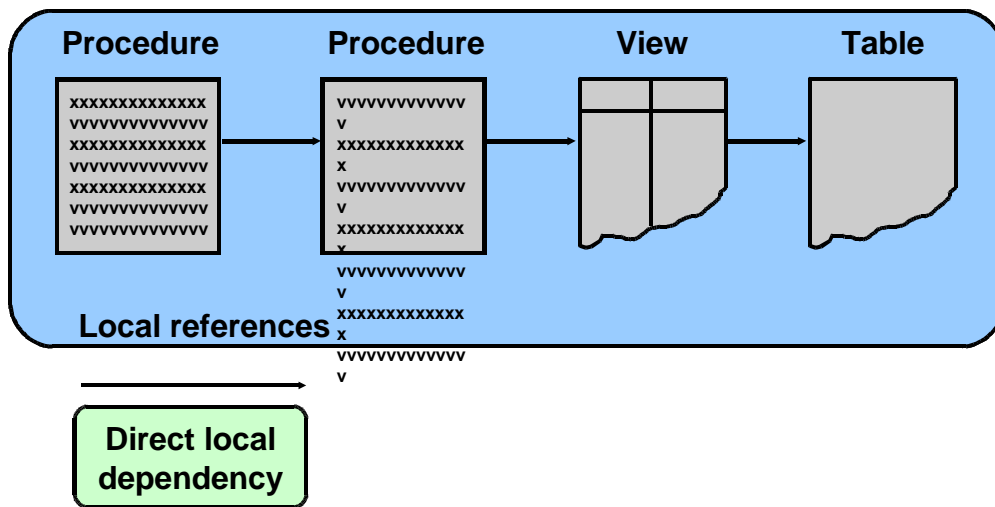 Procedure
Procedure
View
Table
xxxxxxxxxxxxxx
vvvvvvvvvvvvvv
xxxxxxxxxxxxxx
vvvvvvvvvvvvvv
xxxxxxxxxxxxxx
vvvvvvvvvvvvvv
vvvvvvvvvvvvvv
vvvvvvvvvvvvv
v
xxxxxxxxxxxxx
x
vvvvvvvvvvvvv
v
xxxxxxxxxxxxx
x
vvvvvvvvvvvvv
v
xxxxxxxxxxxxx
x
vvvvvvvvvvvvv
v
Local references
Direct local
dependency